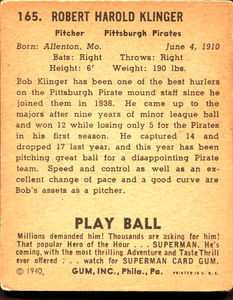 165. ROBERT HAROLD KLINGER
Pitcher Pittsburgh Pirates
Born: Allenton, Mo. June 4, 1910
Bats: Right Throws: Right
Height: 6' Weight: 190 lbs.
Bob Klinger has been one of the best hurlers
on the Pittsburgh Pirate mound staff since he
joined them in 1938. He came up to the
majors after nine years of minor league ball
and won 12 while losing only 5 for the Pirates
in his first season. He captured 14 and
dropped 17 last year, and this year has been
pitching great ball for a disappointing Pirate
team. Speed and control as well as an ex-
cellent change of pace and a good curve are
Bob's assets as a pitcher.
PLAY BALL
Millions demanded him! Thousands are asking for him!
That popular Hero of the Hour . . . SUPERMAN. He's
coming, with the most thrilling Adventure and Taste Thrill
ever offered . . . watch for SUPERMAN CARD GUM.
© 1940, GUM, INC., Phila., Pa. PRINTED IN U. S. A.